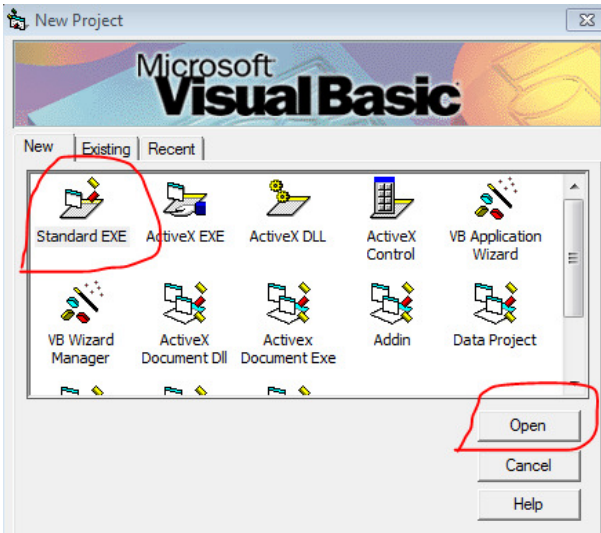 New Project
Microsoft
Visual Basic
New Existing Recent
Standard EXE ActiveX EXE ActiveX DLL ActiveX Control VB Application Wizard
VB Wizard Manager ActiveX Document Dll Activex Document Exe Addin Data Project
Open
Cancel
Help